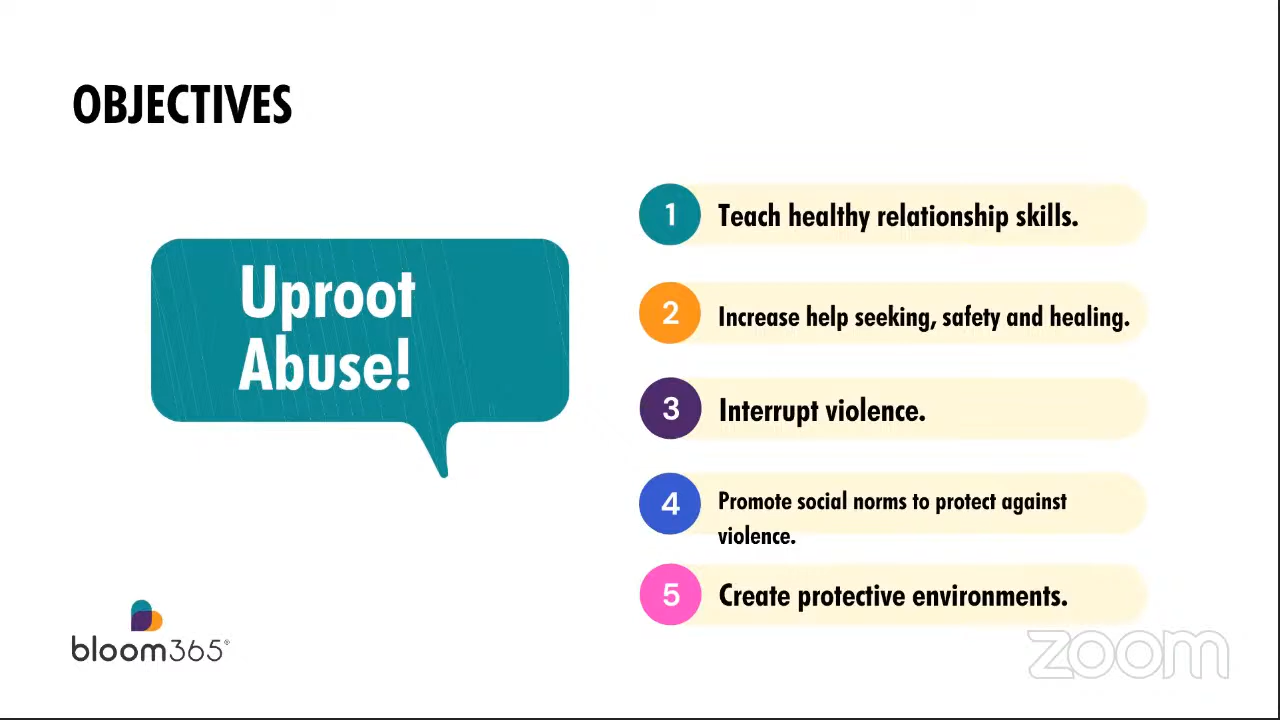 OBJECTIVES
Uproot
Abuse!
1 Teach healthy relationship skills.
2 Increase help seeking, safety and healing.
3 Interrupt violence.
4 Promote social norms to protect against
violence.
5 Create protective environments.
bloom365®
zoom